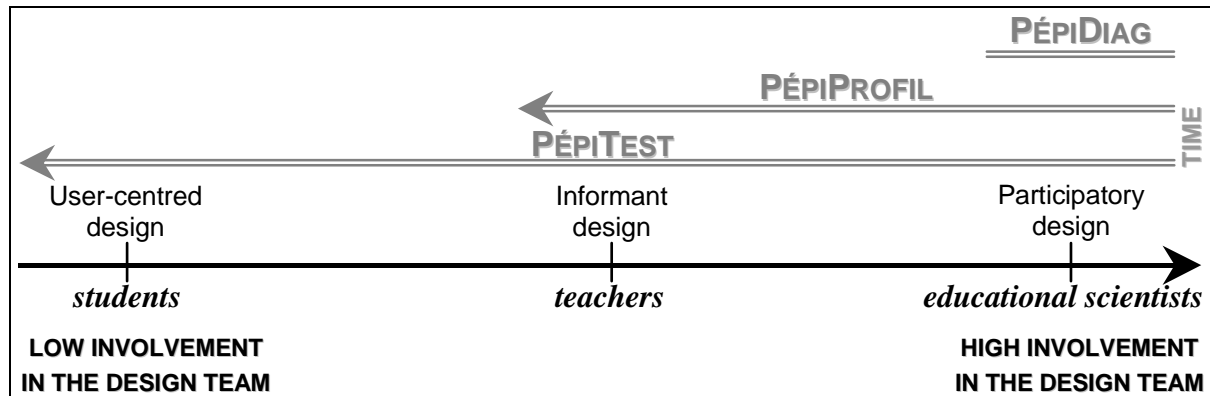 PÉPIDIAG
PÉPIPROFIL
PÉPITEST
TIME
User-centred
design
Informant
design
Participatory
design
students
teachers
educational scientists
LOW INVOLVEMENT
IN THE DESIGN TEAM
HIGH INVOLVEMENT
IN THE DESIGN TEAM